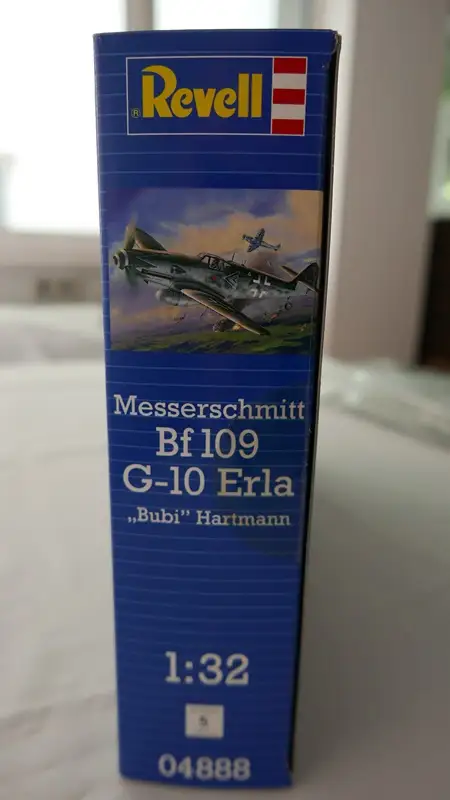 ® Revell
Messerschmitt
Bf 109
G-10 Erla
„Bubi” Hartmann
1:32
5
04888